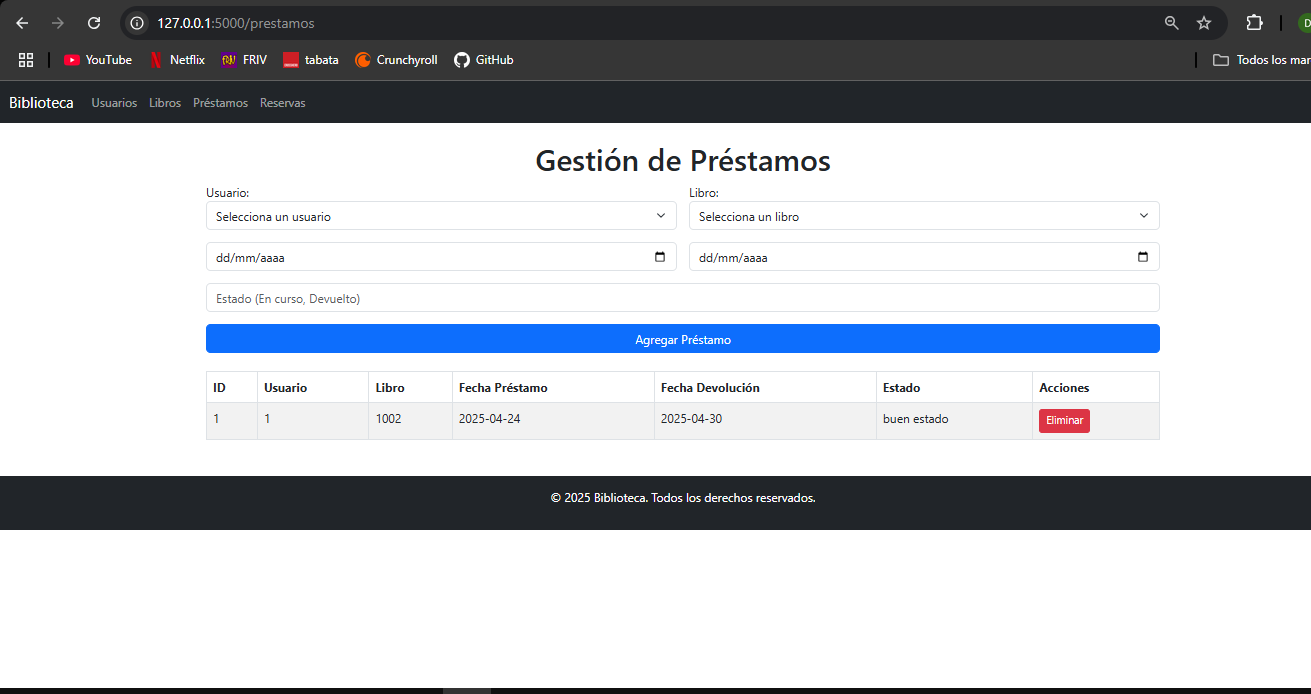 127.0.0.1:5000/prestamos
YouTube Netflix FRIV tabata Crunchyroll GitHub Todos los mar
Biblioteca Usuarios Libros Préstamos Reservas
Gestión de Préstamos
Usuario: Libro:
Selecciona un usuario Selecciona un libro
dd/mm/aaaa dd/mm/aaaa
Estado (En curso, Devuelto)
Agregar Préstamo
ID Usuario Libro Fecha Préstamo Fecha Devolución Estado Acciones
1 1 1002 2025-04-24 2025-04-30 buen estado Eliminar
© 2025 Biblioteca. Todos los derechos reservados.